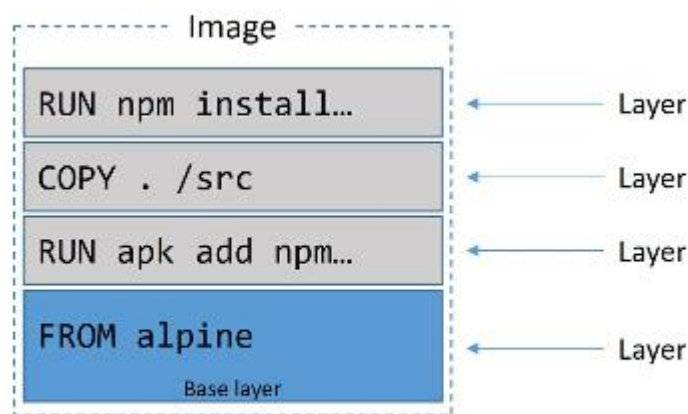 Image
RUN npm install… Layer
COPY . /src Layer
RUN apk add npm… Layer
FROM alpine Layer
Base layer